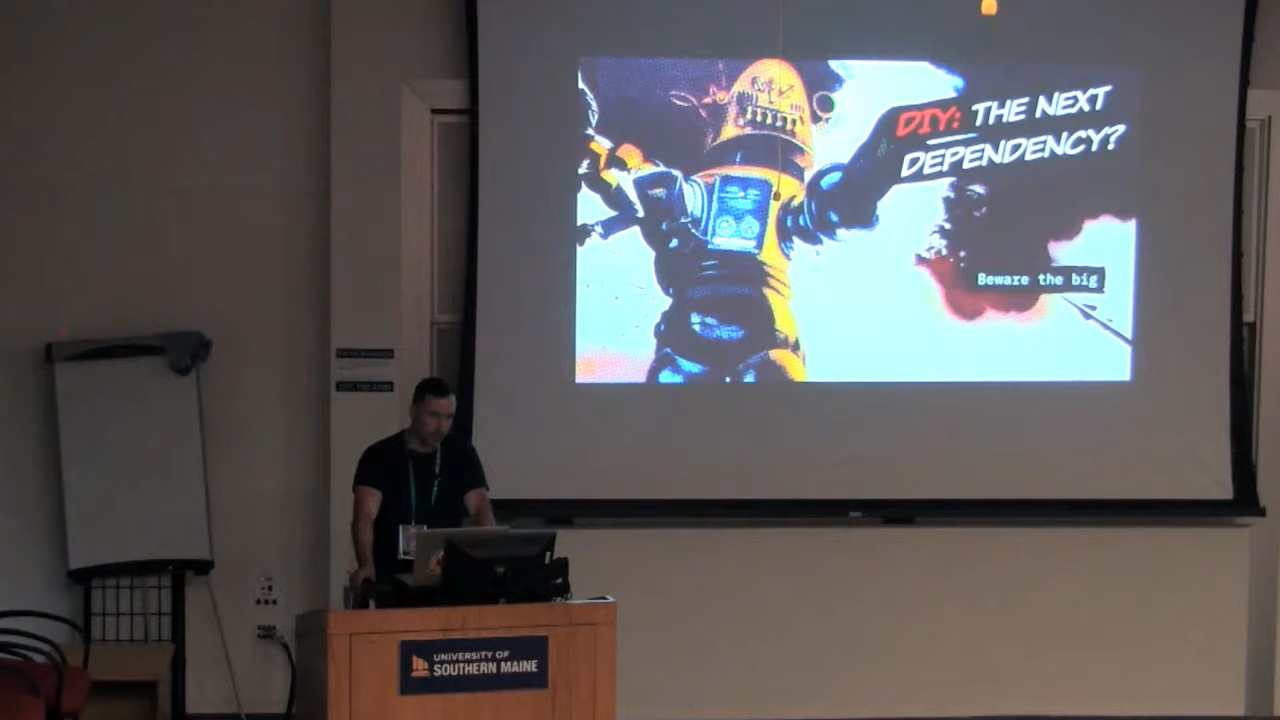 DIY: THE NEXT
DEPENDENCY?
Beware the big
UNIVERSITY OF
SOUTHERN MAINE